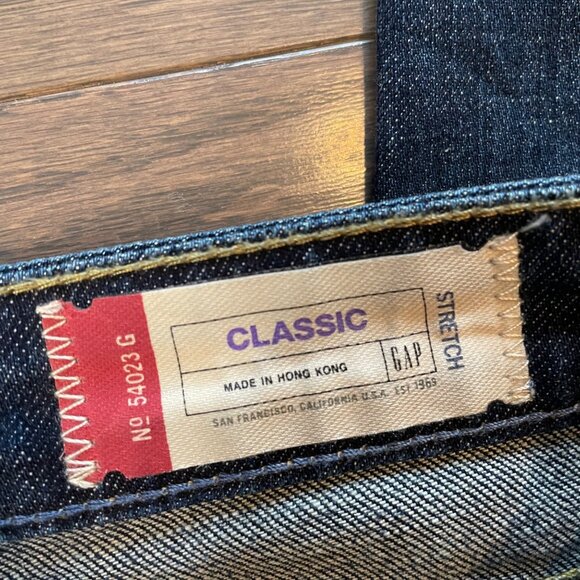 Nº 54023 G
CLASSIC
MADE IN HONG KONG
GAP
SAN FRANCISCO, CALIFORNIA U.S.A. EST 1969
STRETCH